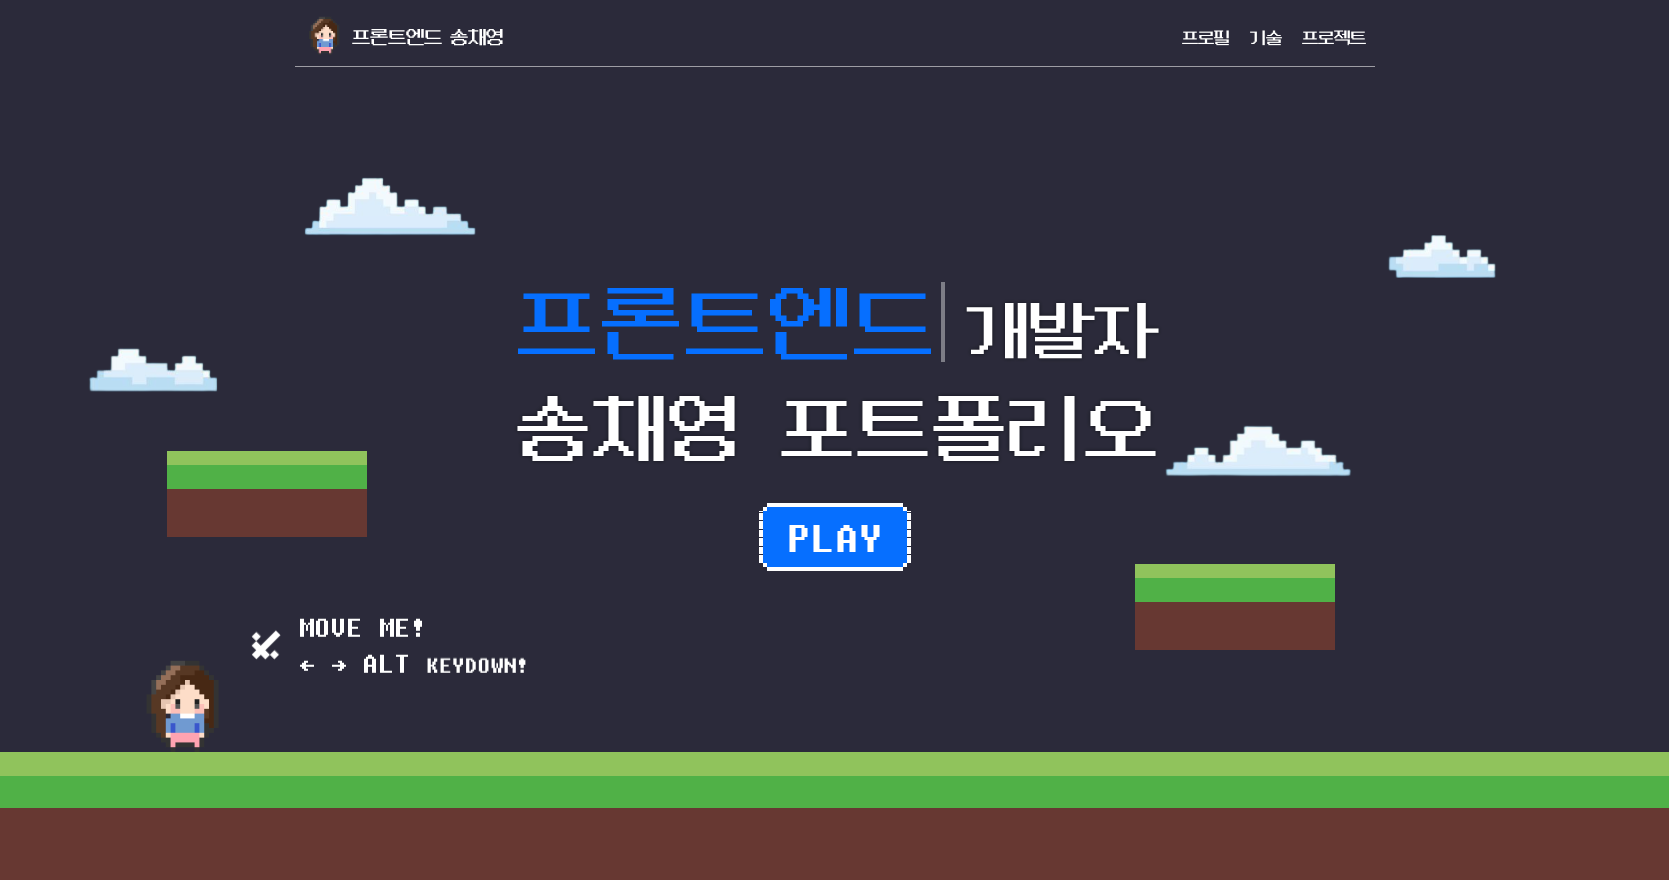 프론트엔드 송채영
프로필 기술 프로젝트
프론트엔드 개발자
송채영 포트폴리오
PLAY
MOVE ME!
← → ALT KEYDOWN!